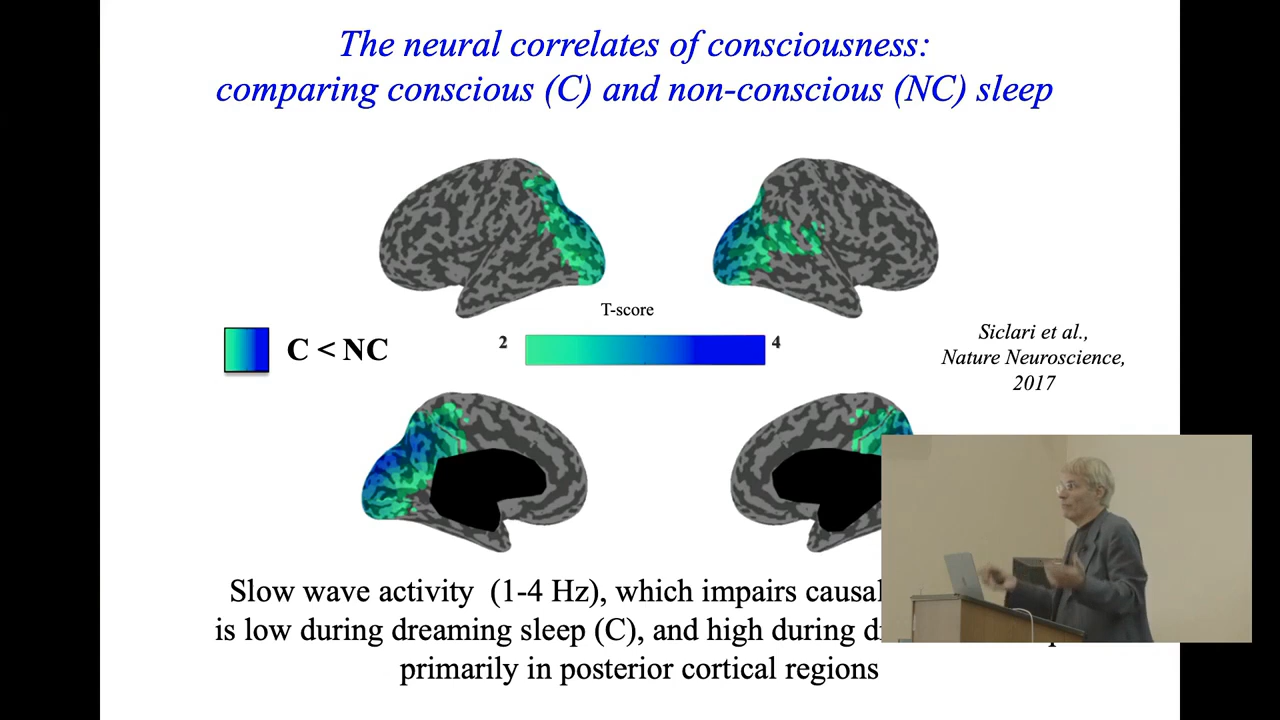 The neural correlates of consciousness:
comparing conscious (C) and non-conscious (NC) sleep
T-score
2
4
C < NC
Siclari et al.,
Nature Neuroscience,
2017
Slow wave activity (1-4 Hz), which impairs causal
is low during dreaming sleep (C), and high during
primarily in posterior cortical regions